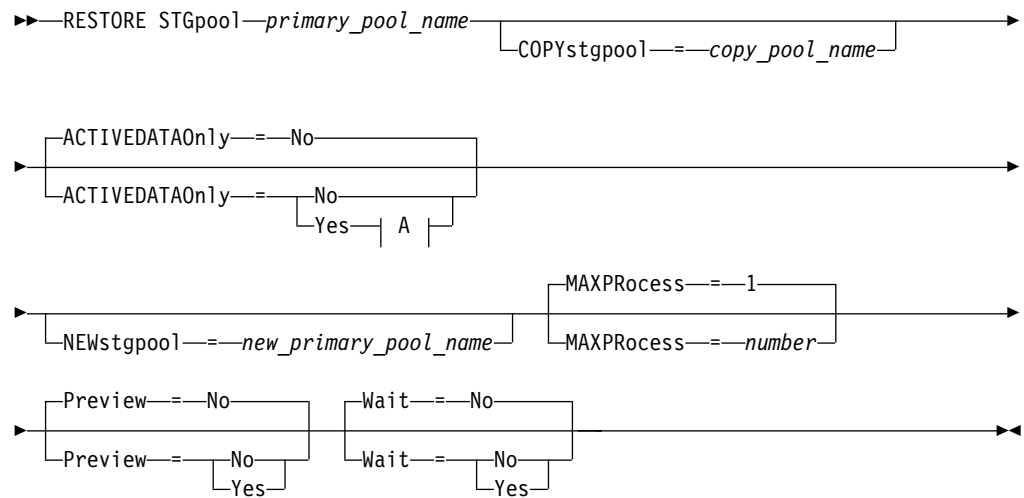 RESTORE STGpool primary_pool_name
COPYstgpool = copy_pool_name
ACTIVEDATAOnly = No
ACTIVEDATAOnly = No
Yes A
NEWstgpool = new_primary_pool_name
MAXPRocess = 1
MAXPRocess = number
Preview = No
Preview = No
Yes
Wait = No
Wait = No
Yes